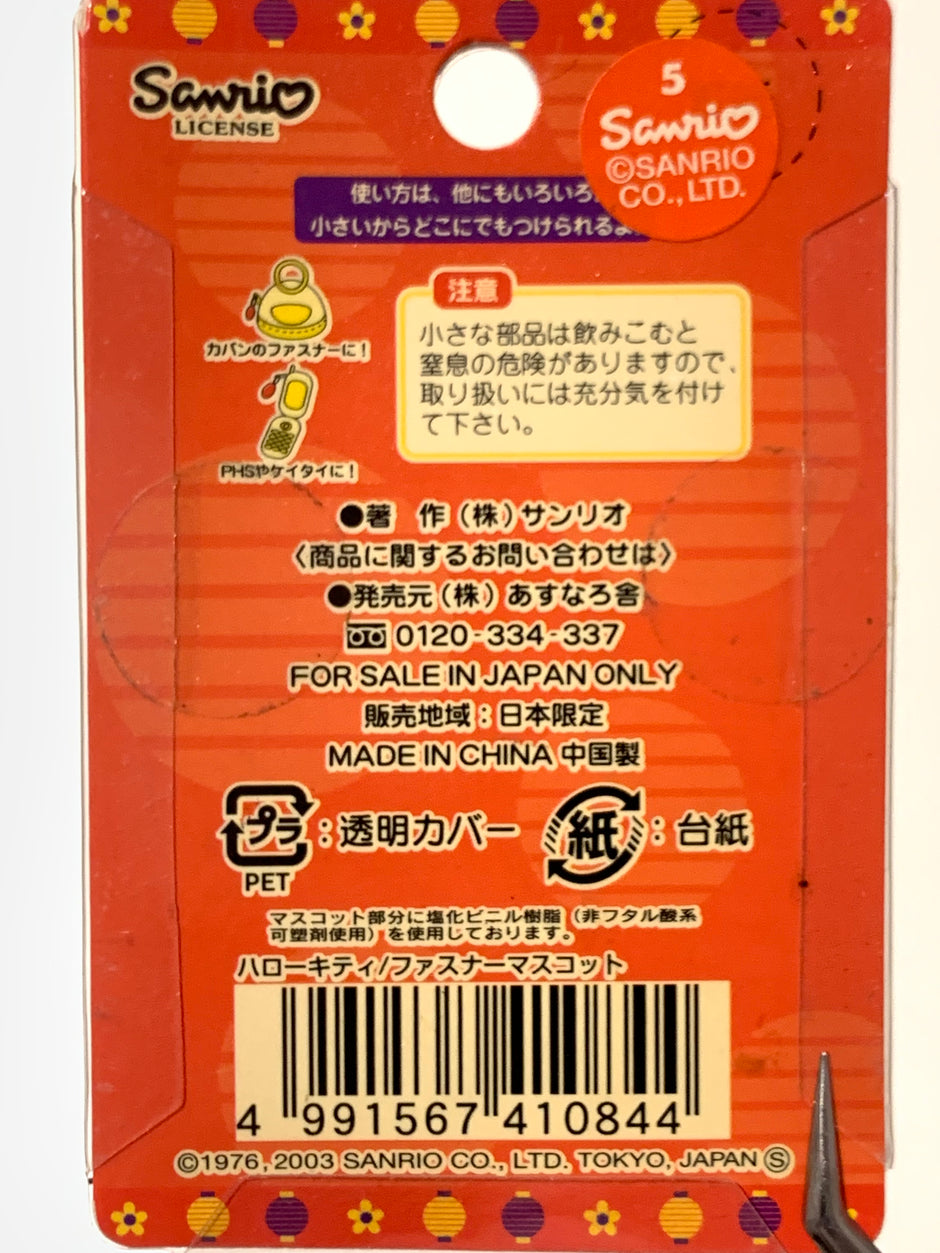 Sanrio
LICENSE
5
Sanrio
©SANRIO
CO.,LTD.
使い方は、他にもいろいろ
小さいからどこにでもつけられるよ
カバンのファスナーに！
PHSやケイタイに！
注意
小さな部品は飲みこむと
窒息の危険がありますので、
取り扱いには充分気を付け
て下さい。
●著 作（株）サンリオ
〈商品に関するお問い合わせは〉
●発売元（株）あすなろ舎
0120-334-337
FOR SALE IN JAPAN ONLY
販売地域：日本限定
MADE IN CHINA 中国製
プラ：透明カバー
PET
紙：台紙
マスコット部分に塩化ビニル樹脂（非フタル酸系
可塑剤使用）を使用しております。
ハローキティ/ファスナーマスコット
4 991567 410844
©1976, 2003 SANRIO CO., LTD. TOKYO, JAPAN Ⓢ